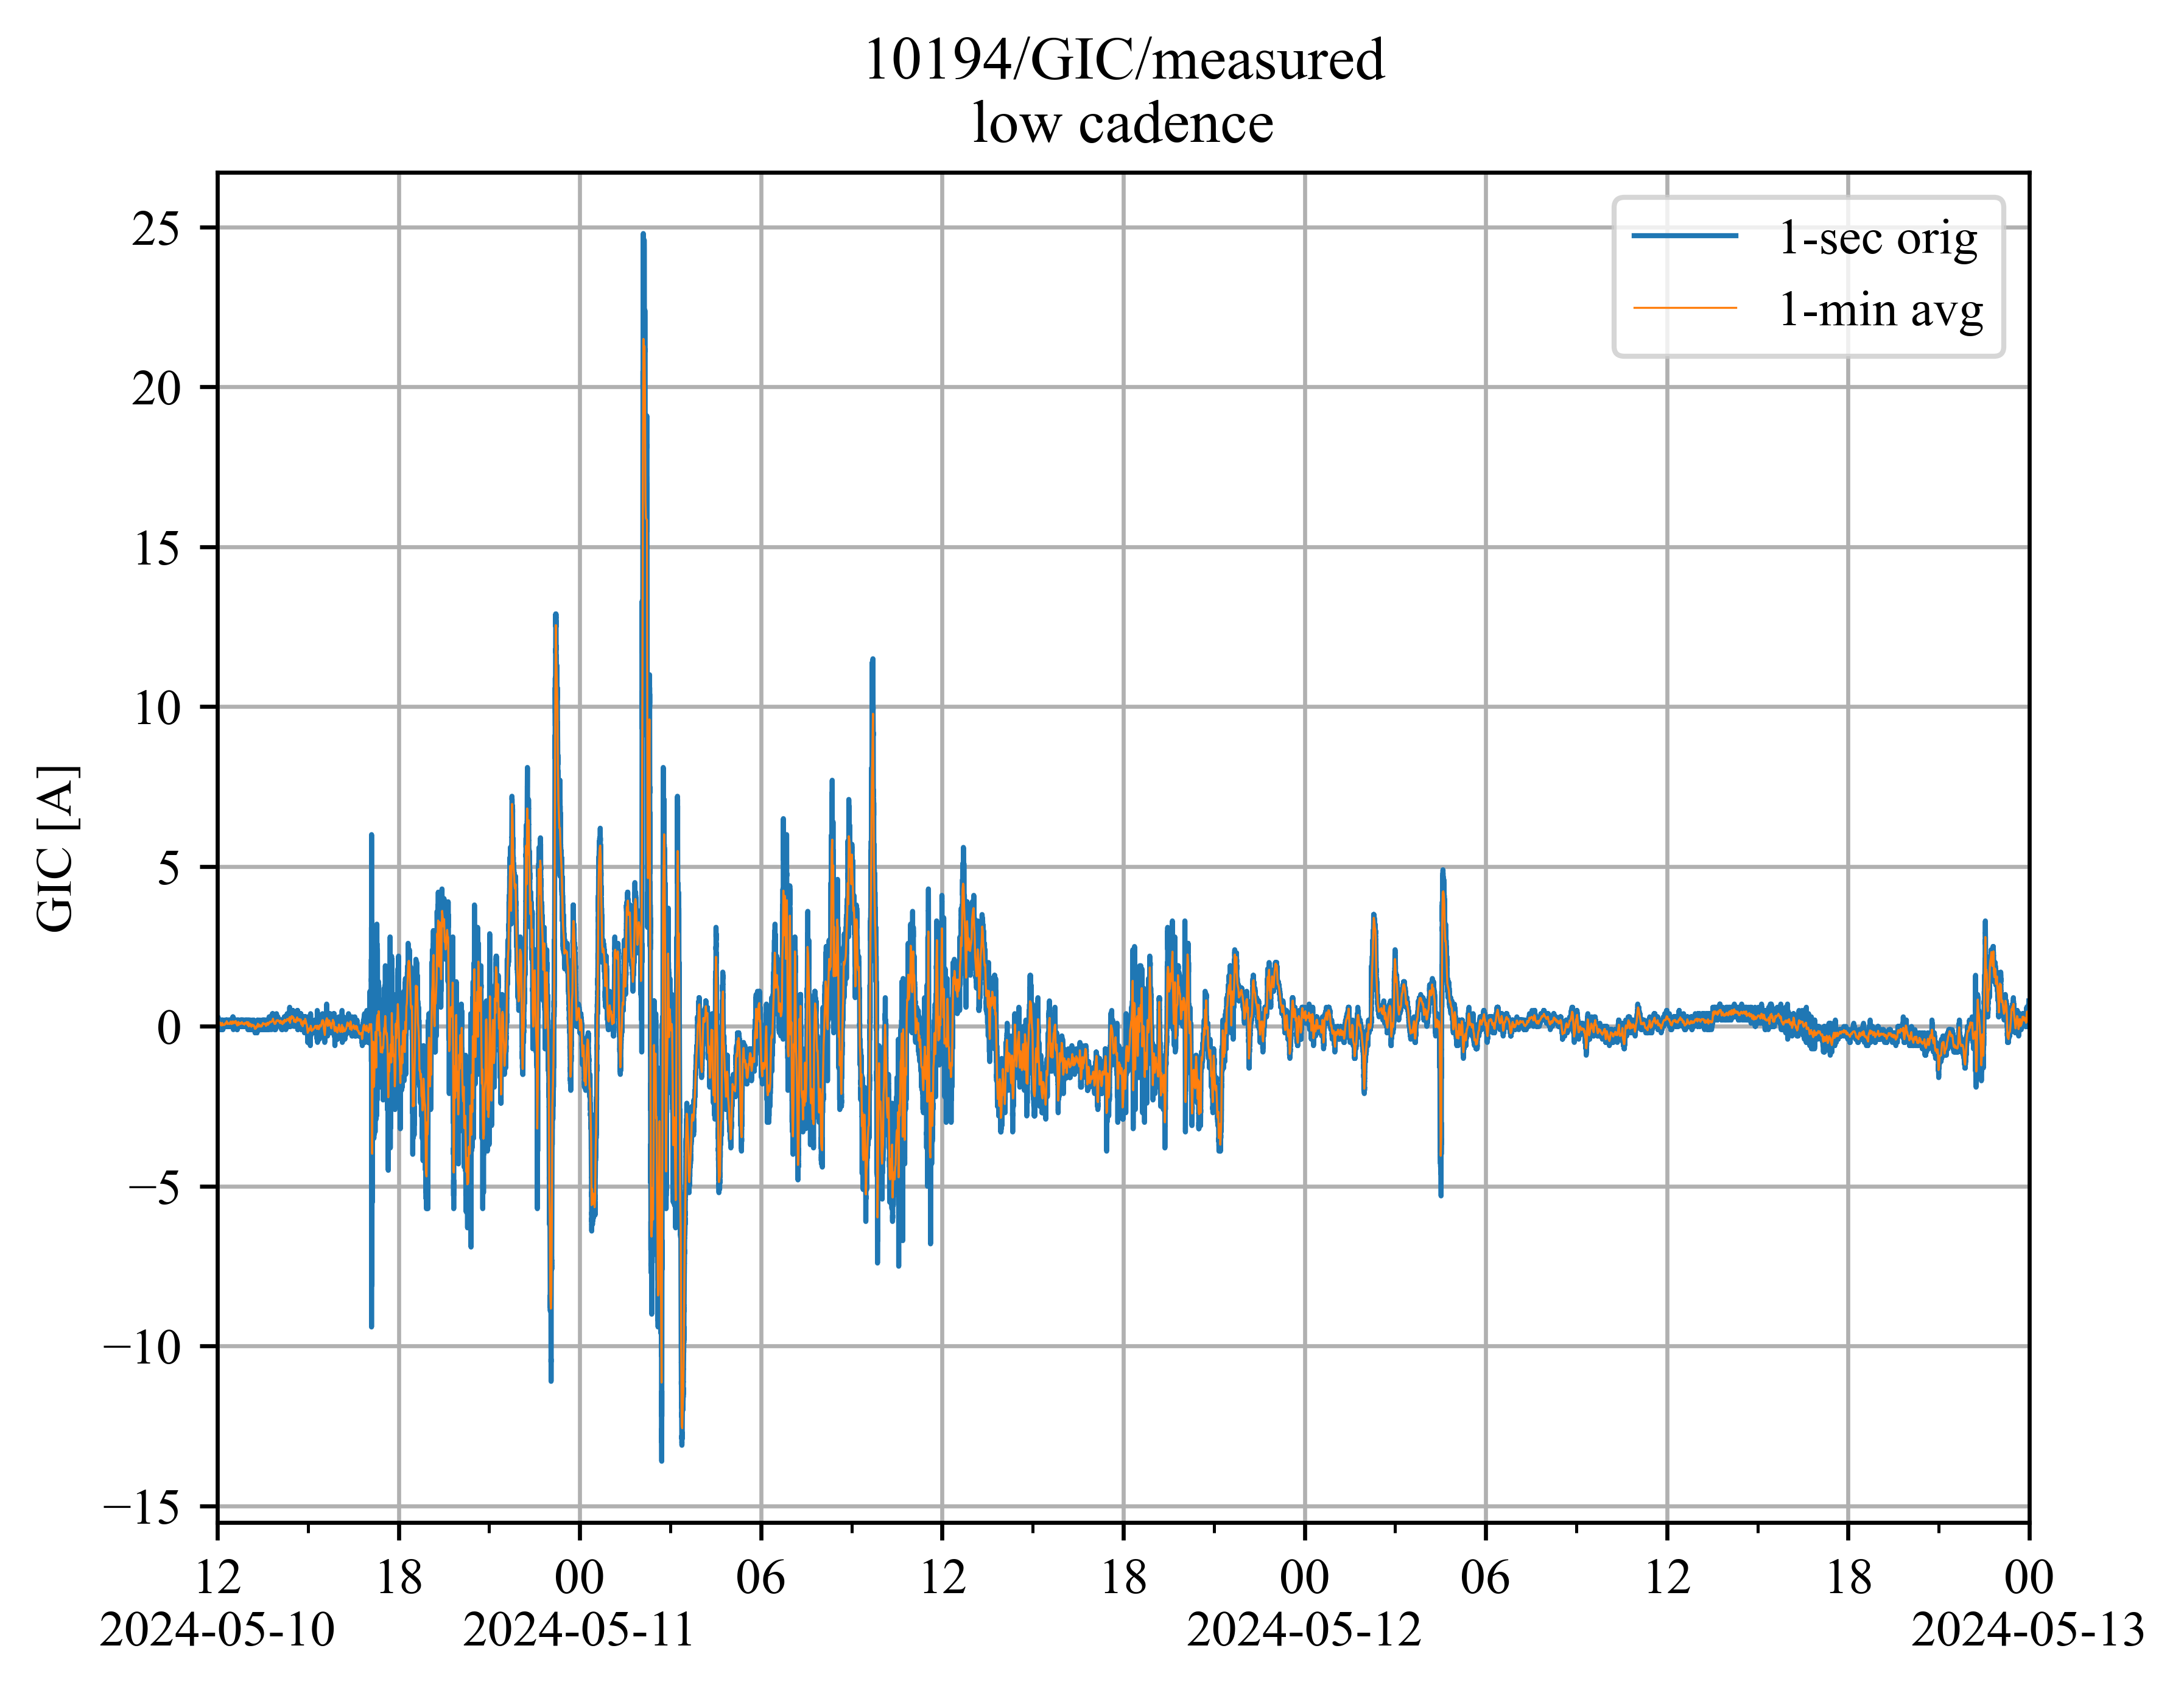 10194/GIC/measured
low cadence
1-sec orig
1-min avg
GIC [A]
25
20
15
10
5
0
−5
−10
−15
12 18 00 06 12 18 00 06 12 18 00
2024-05-10 2024-05-11 2024-05-12 2024-05-13